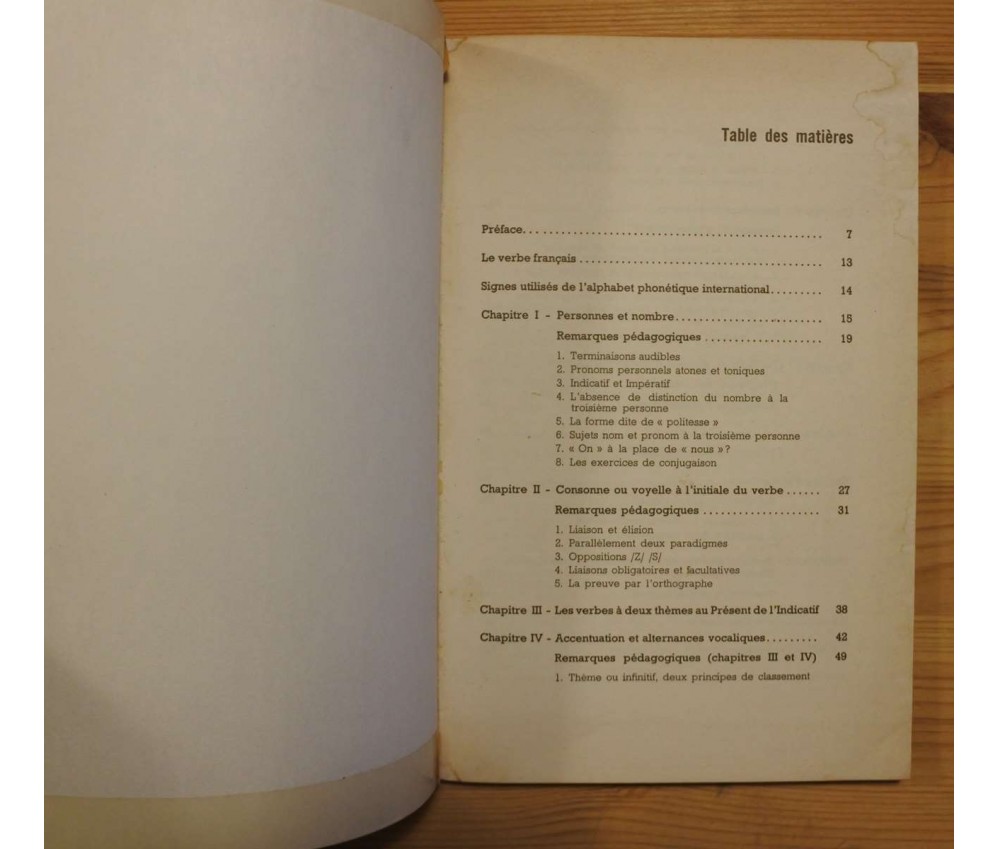 Table des matières
Préface. . . . . . . . . . . . . . . . . . . . . . . . . . . . . . . . . . . . . . . . . . . . . . . . . 7
Le verbe français . . . . . . . . . . . . . . . . . . . . . . . . . . . . . . . . . . . . . . . . 13
Signes utilisés de l'alphabet phonétique international. . . . . . . . . 14
Chapitre I - Personnes et nombre. . . . . . . . . . . . . . . . . . . . . . . . . 15
Remarques pédagogiques . . . . . . . . . . . . . . . . . . . . 19
1. Terminaisons audibles
2. Pronoms personnels atones et toniques
3. Indicatif et Impératif
4. L'absence de distinction du nombre à la
troisième personne
5. La forme dite de « politesse »
6. Sujets nom et pronom à la troisième personne
7. « On » à la place de « nous » ?
8. Les exercices de conjugaison
Chapitre II - Consonne ou voyelle à l'initiale du verbe . . . . . . 27
Remarques pédagogiques . . . . . . . . . . . . . . . . . . . . 31
1. Liaison et élision
2. Parallèlement deux paradigmes
3. Oppositions /Z/ /S/
4. Liaisons obligatoires et facultatives
5. La preuve par l'orthographe
Chapitre III - Les verbes à deux thèmes au Présent de l'Indicatif 38
Chapitre IV - Accentuation et alternances vocaliques. . . . . . . . . 42
Remarques pédagogiques (chapitres III et IV) 49
1. Thème ou infinitif, deux principes de classement